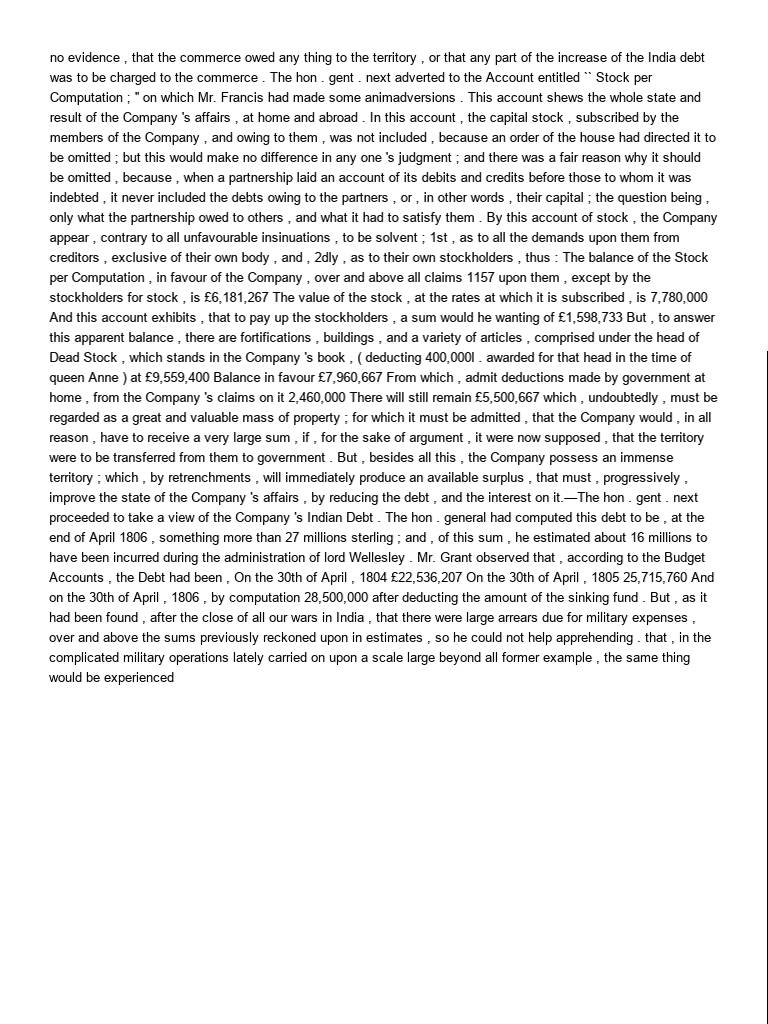 no evidence , that the commerce owed any thing to the territory , or that any part of the increase of the India debt
was to be charged to the commerce . The hon . gent . next adverted to the Account entitled `` Stock per
Computation ; '' on which Mr. Francis had made some animadversions . This account shews the whole state and
result of the Company 's affairs , at home and abroad . In this account , the capital stock , subscribed by the
members of the Company , and owing to them , was not included , because an order of the house had directed it to
be omitted ; but this would make no difference in any one 's judgment ; and there was a fair reason why it should
be omitted , because , when a partnership laid an account of its debits and credits before those to whom it was
indebted , it never included the debts owing to the partners , or , in other words , their capital ; the question being ,
only what the partnership owed to others , and what it had to satisfy them . By this account of stock , the Company
appear , contrary to all unfavourable insinuations , to be solvent ; 1st , as to all the demands upon them from
creditors , exclusive of their own body , and , 2dly , as to their own stockholders , thus : The balance of the Stock
per Computation , in favour of the Company , over and above all claims 1157 upon them , except by the
stockholders for stock , is £6,181,267 The value of the stock , at the rates at which it is subscribed , is 7,780,000
And this account exhibits , that to pay up the stockholders , a sum would he wanting of £1,598,733 But , to answer
this apparent balance , there are fortifications , buildings , and a variety of articles , comprised under the head of
Dead Stock , which stands in the Company 's book , ( deducting 400,000l . awarded for that head in the time of
queen Anne ) at £9,559,400 Balance in favour £7,960,667 From which , admit deductions made by government at
home , from the Company 's claims on it 2,460,000 There will still remain £5,500,667 which , undoubtedly , must be
regarded as a great and valuable mass of property ; for which it must be admitted , that the Company would , in all
reason , have to receive a very large sum , if , for the sake of argument , it were now supposed , that the territory
were to be transferred from them to government . But , besides all this , the Company possess an immense
territory ; which , by retrenchments , will immediately produce an available surplus , that must , progressively ,
improve the state of the Company 's affairs , by reducing the debt , and the interest on it.—The hon . gent . next
proceeded to take a view of the Company 's Indian Debt . The hon . general had computed this debt to be , at the
end of April 1806 , something more than 27 millions sterling ; and , of this sum , he estimated about 16 millions to
have been incurred during the administration of lord Wellesley . Mr. Grant observed that , according to the Budget
Accounts , the Debt had been , On the 30th of April , 1804 £22,536,207 On the 30th of April , 1805 25,715,760 And
on the 30th of April , 1806 , by computation 28,500,000 after deducting the amount of the sinking fund . But , as it
had been found , after the close of all our wars in India , that there were large arrears due for military expenses ,
over and above the sums previously reckoned upon in estimates , so he could not help apprehending . that , in the
complicated military operations lately carried on upon a scale large beyond all former example , the same thing
would be experienced